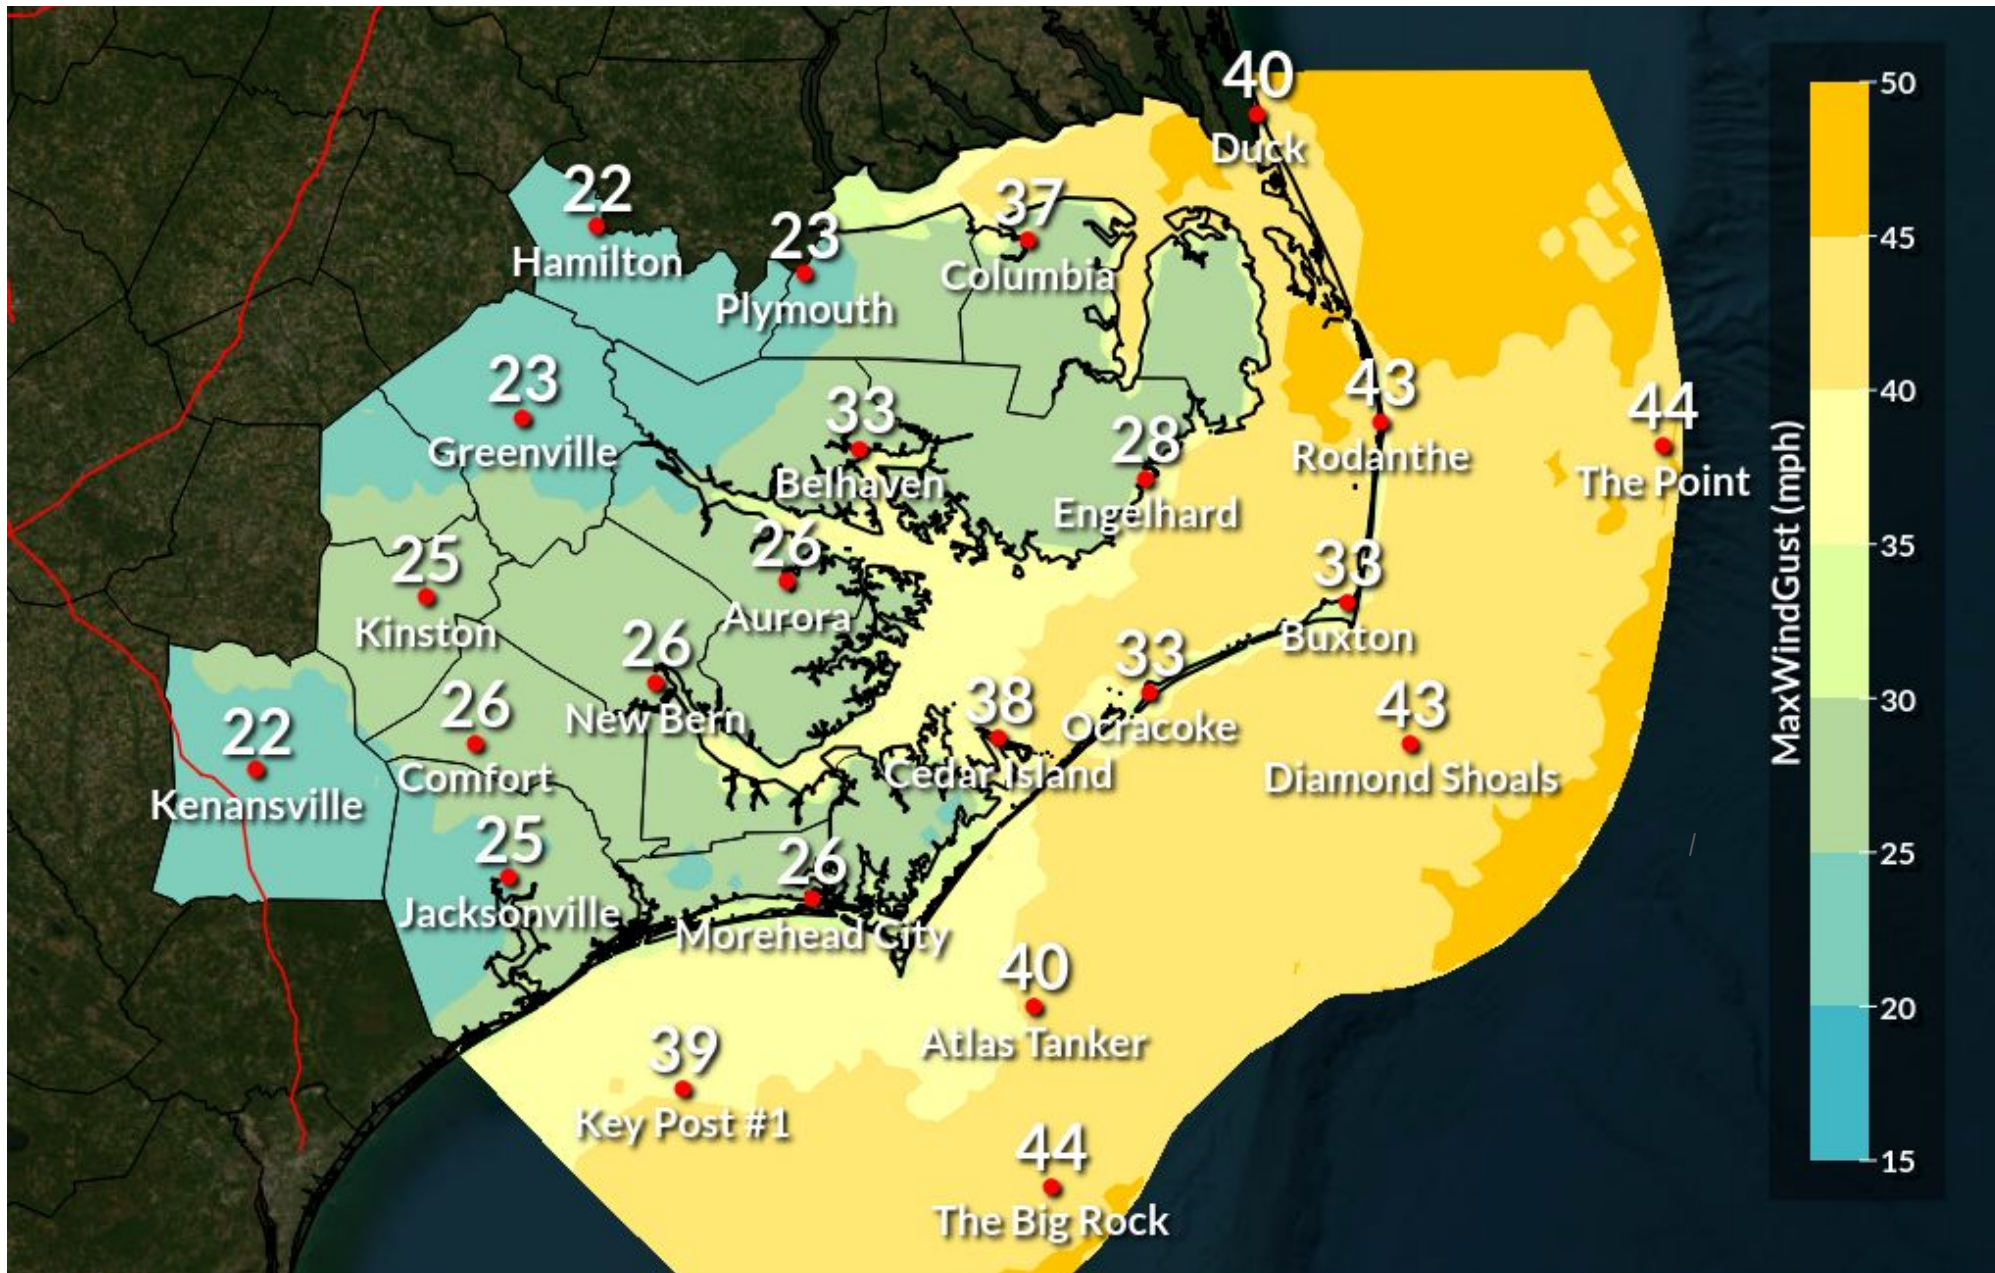 40
Duck
22
Hamilton
37
Columbia
23
Plymouth
23
Greenville
33
Belhaven
28
Engelhard
43
Rodanthe
44
The Point
25
Kinston
26
Aurora
33
Buxton
26
New Bern
33
Ocracoke
26
Comfort
38
Cedar Island
43
Diamond Shoals
22
Kenansville
25
Jacksonville
26
Morehead City
40
Atlas Tanker
39
Key Post #1
44
The Big Rock
MaxWindGust (mph)
50
45
40
35
30
25
20
15